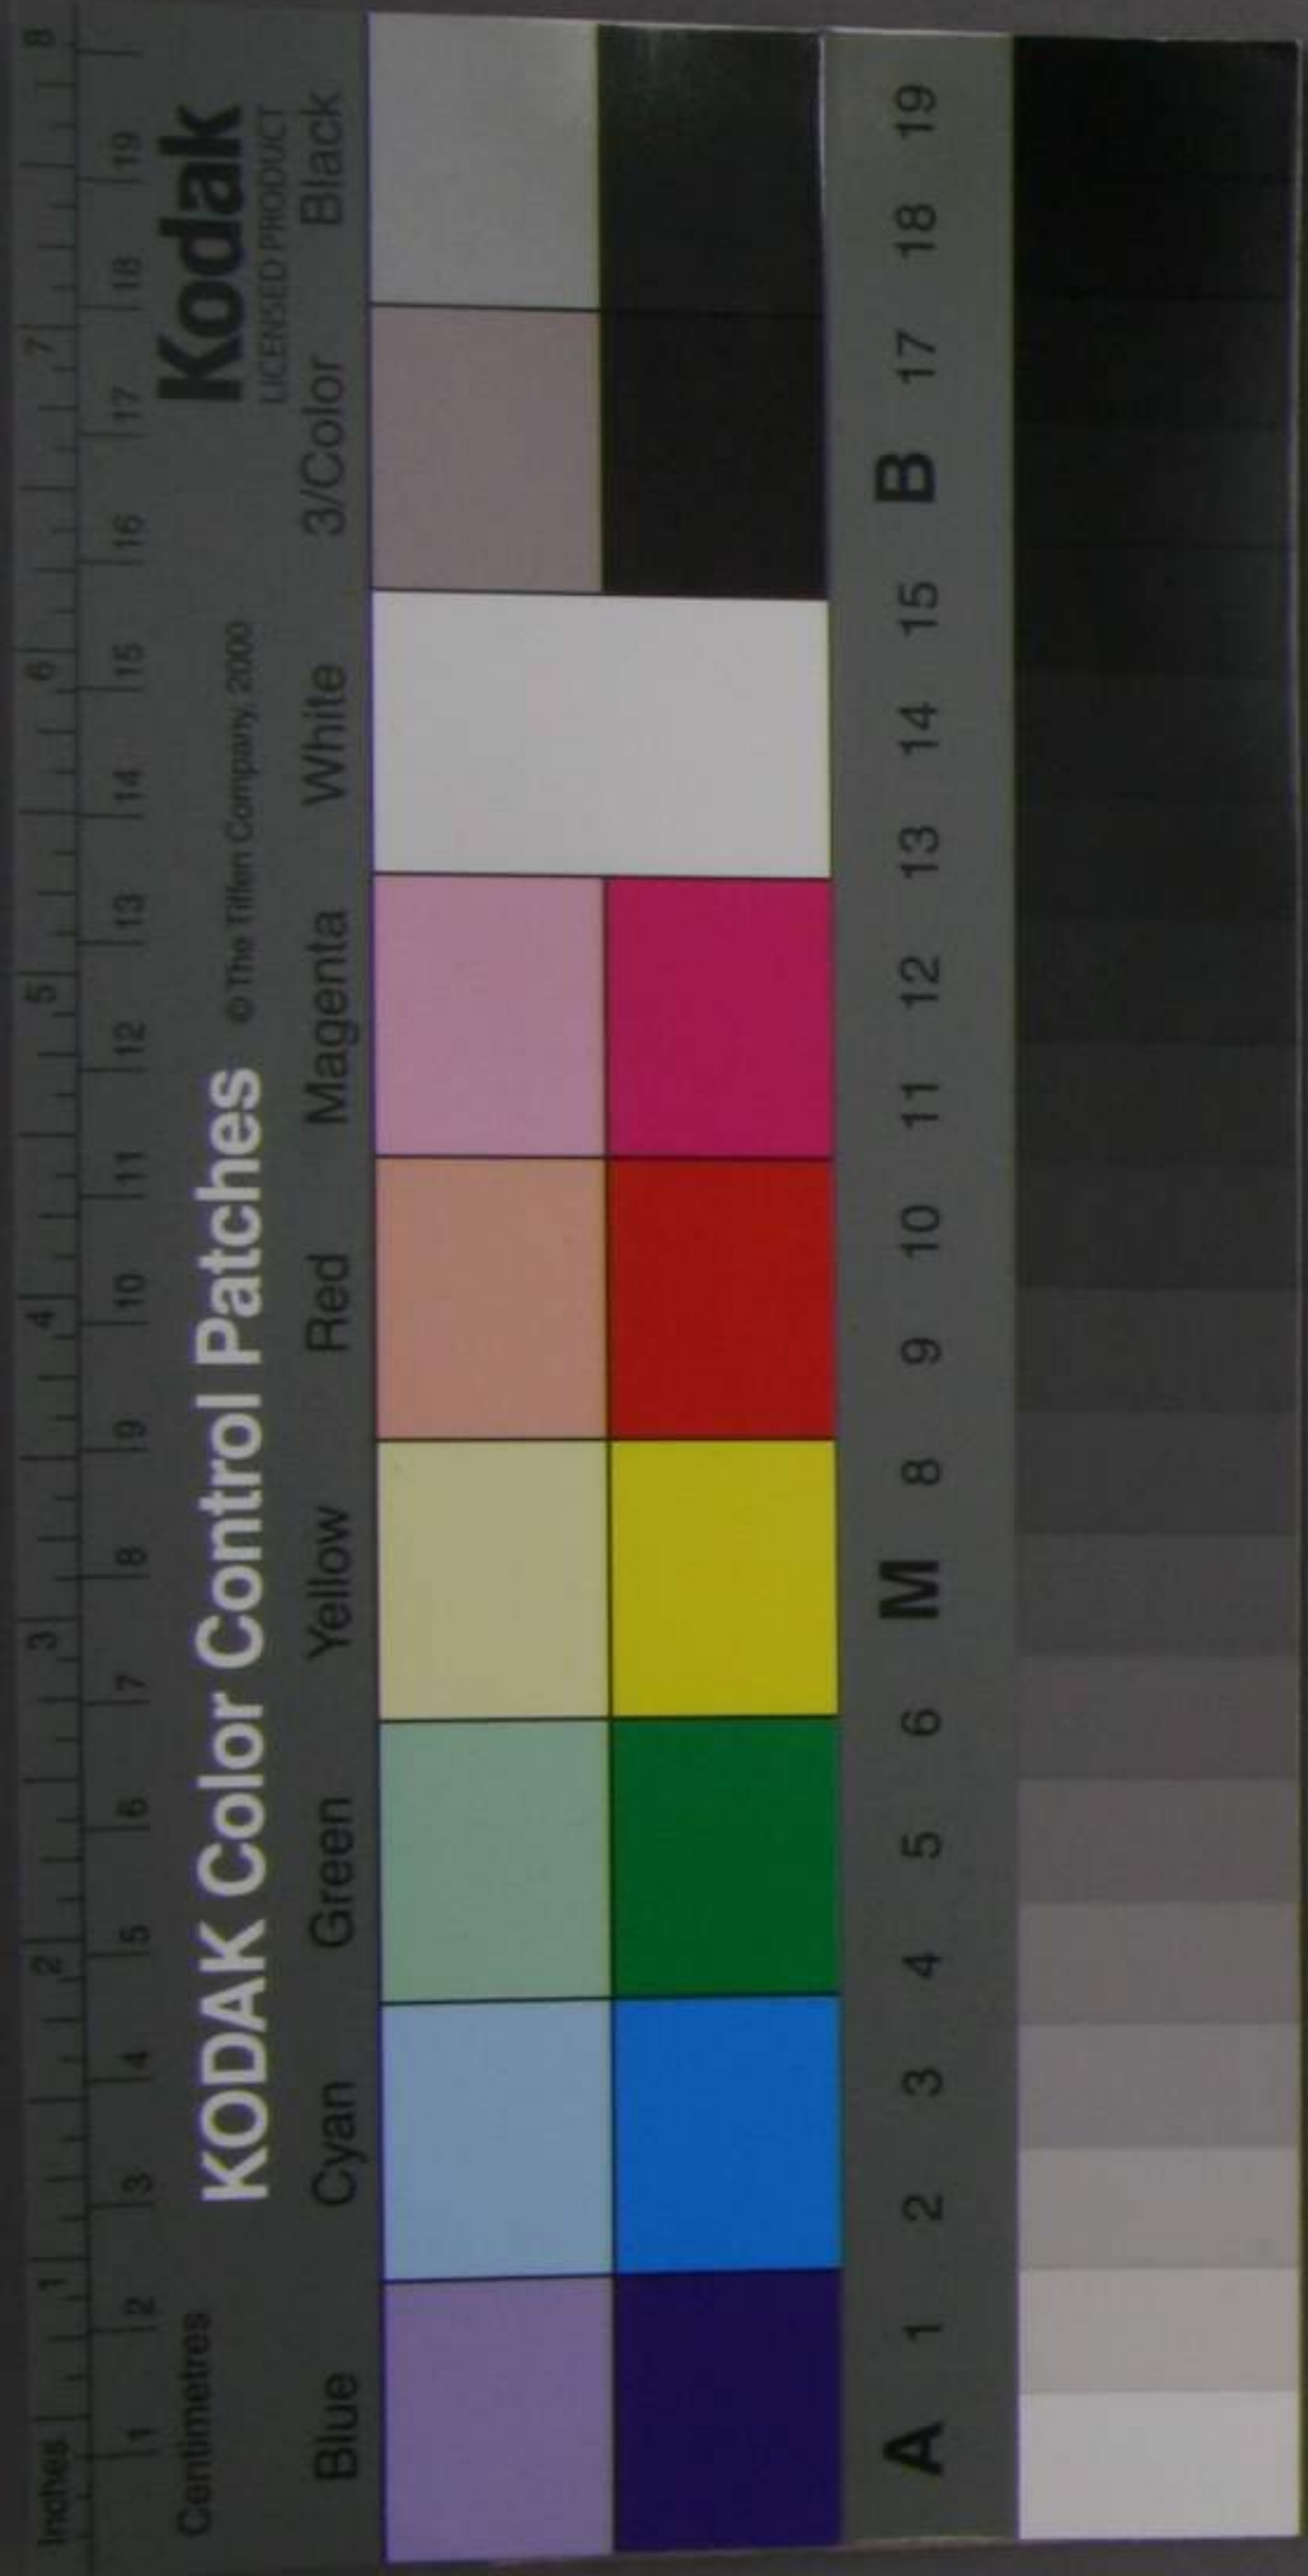 Inches 1 2 3 4 5 6 7 8
Centimetres 1 2 3 4 5 6 7 8 9 10 11 12 13 14 15 16 17 18 19
KODAK Color Control Patches © The Tiffen Company, 2000 Kodak
LICENSED PRODUCT
Blue Cyan Green Yellow Red Magenta White 3/Color Black
A 1 2 3 4 5 6 M 8 9 10 11 12 13 14 15 B 17 18 19